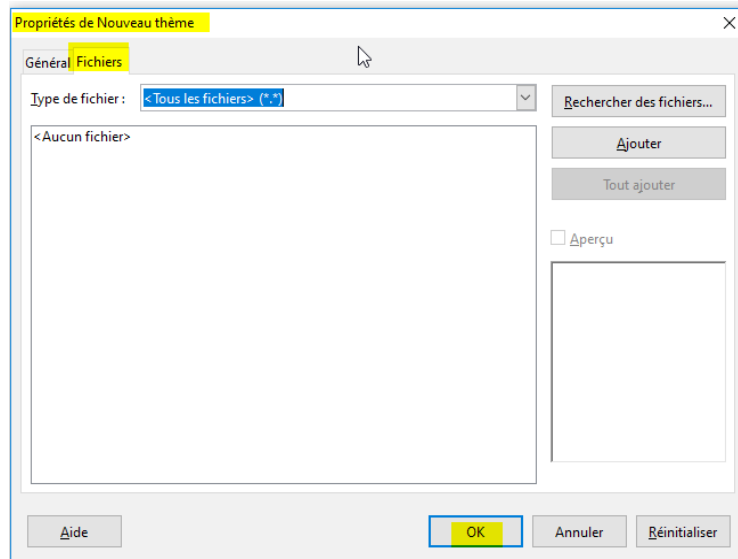 Propriétés de Nouveau thème
Général Fichiers
Type de fichier : <Tous les fichiers> (*.*)
Rechercher des fichiers...
<Aucun fichier>
Ajouter
Tout ajouter
Aperçu
Aide OK Annuler Réinitialiser